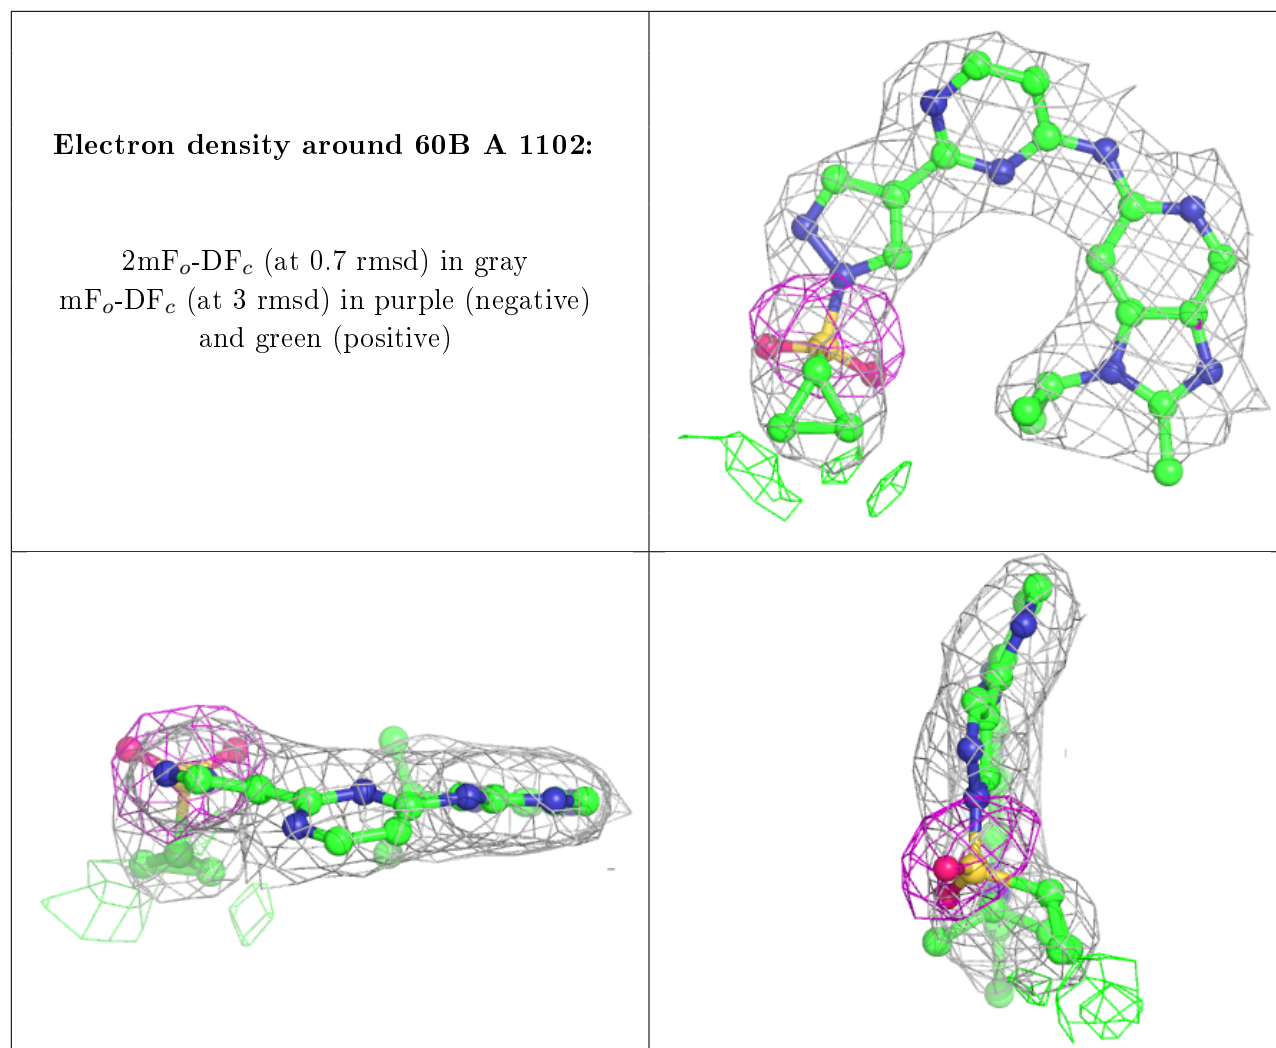 Electron density around 60B A 1102:
2mFo-DFc (at 0.7 rmsd) in gray
mFo-DFc (at 3 rmsd) in purple (negative)
and green (positive)